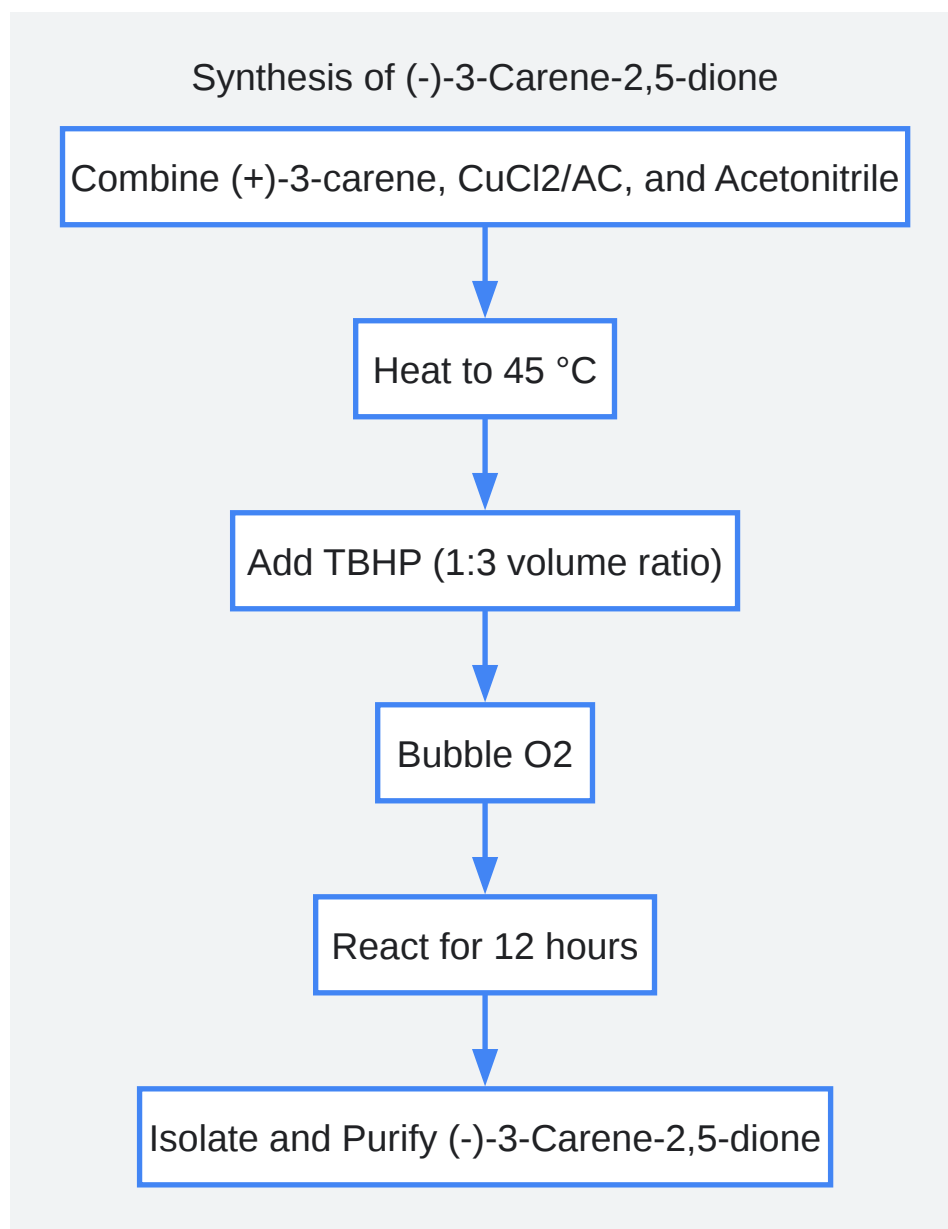 Synthesis of (-)-3-Carene-2,5-dione
Combine (+)-3-carene, CuCl2/AC, and Acetonitrile
Heat to 45 °C
Add TBHP (1:3 volume ratio)
Bubble O2
React for 12 hours
Isolate and Purify (-)-3-Carene-2,5-dione